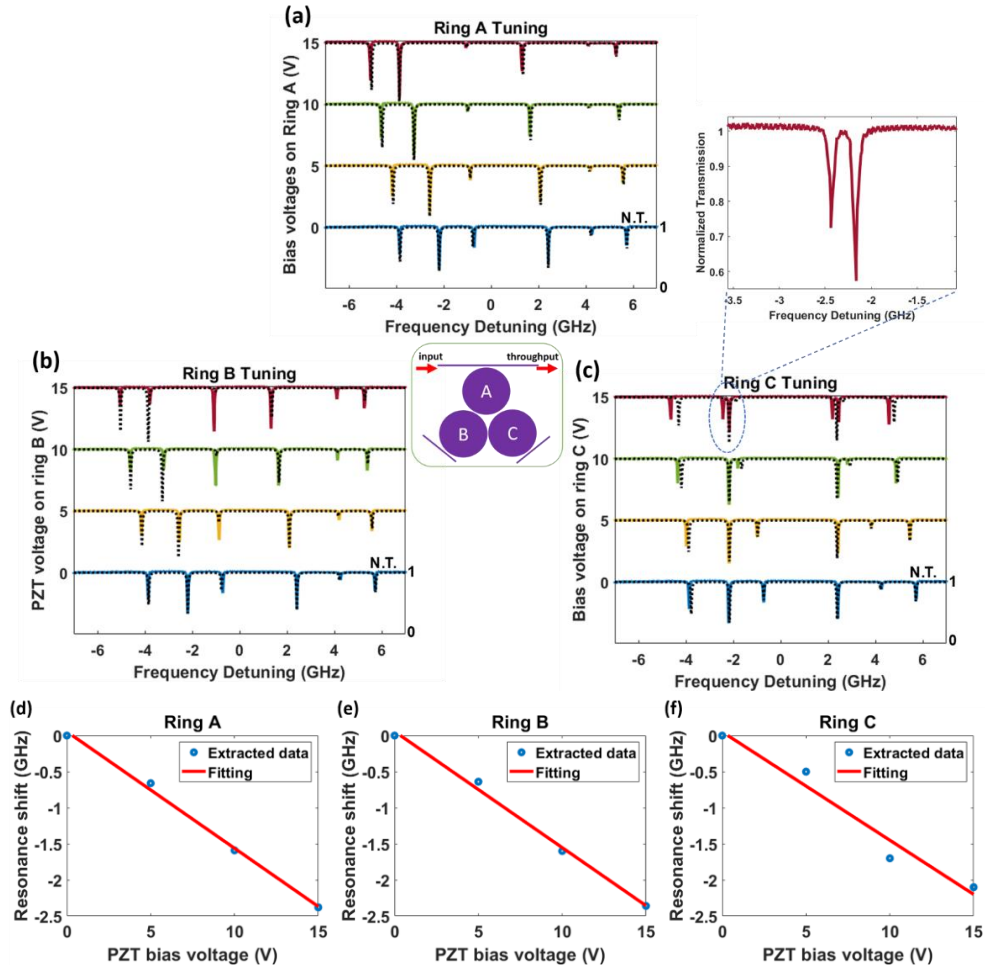 (a)
Ring A Tuning
Bias voltages on Ring A (V)
15
10
5
0
N.T.
1
0
-6 -4 -2 0 2 4 6
Frequency Detuning (GHz)
Normalized Transmission
1
0.9
0.8
0.7
0.6
-3.5 -3 -2.5 -2 -1.5
Frequency Detuning (GHz)
(b)
Ring B Tuning
PZT voltage on ring B (V)
15
10
5
0
N.T.
1
0
-6 -4 -2 0 2 4 6
Frequency Detuning (GHz)
input
throughput
A
B
C
(c)
Ring C Tuning
Bias voltage on ring C (V)
15
10
5
0
N.T.
1
0
-6 -4 -2 0 2 4 6
Frequency Detuning (GHz)
(d)
Ring A
Resonance shift (GHz)
0
-0.5
-1
-1.5
-2
-2.5
Extracted data
Fitting
0 5 10 15
PZT bias voltage (V)
(e)
Ring B
Resonance shift (GHz)
0
-0.5
-1
-1.5
-2
-2.5
Extracted data
Fitting
0 5 10 15
PZT bias voltage (V)
(f)
Ring C
Resonance shift (GHz)
0
-0.5
-1
-1.5
-2
-2.5
Extracted data
Fitting
0 5 10 15
PZT bias voltage (V)